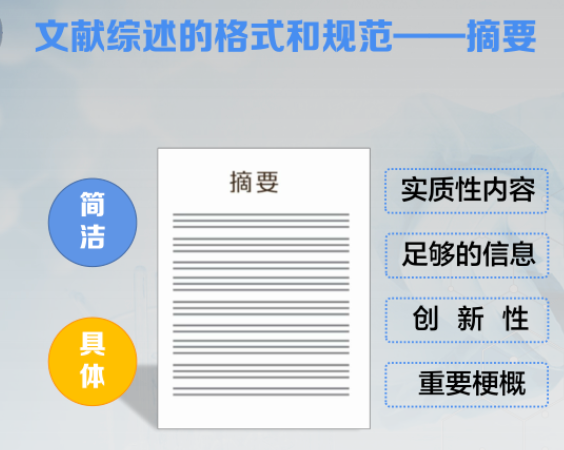 文献综述的格式和规范——摘要
简洁
具体
摘要
实质性内容
足够的信息
创 新 性
重要梗概